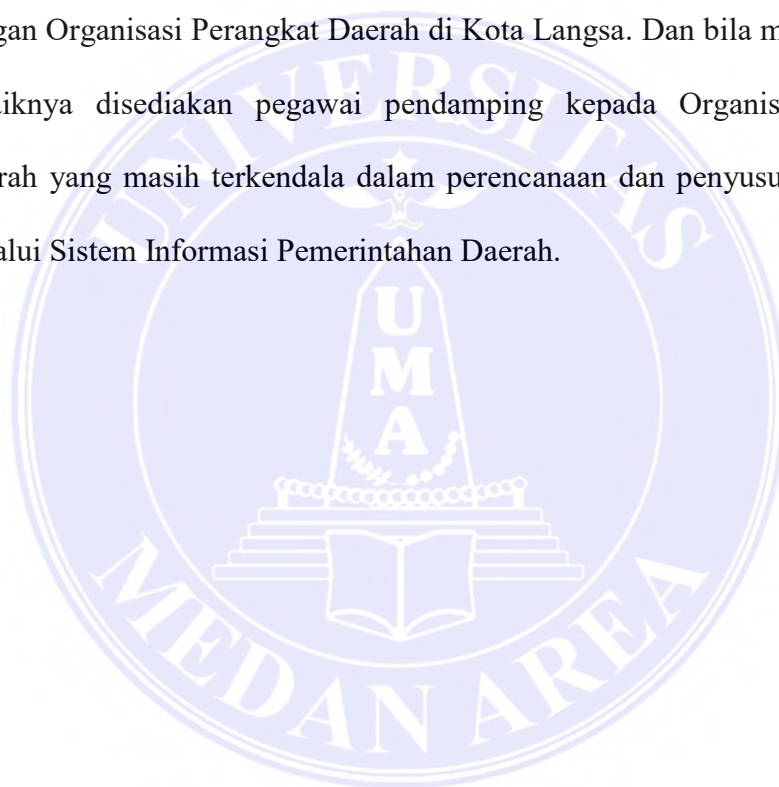 gan Organisasi Perangkat Daerah di Kota Langsa. Dan bila m
iknya disediakan pegawai pendamping kepada Organis
rah yang masih terkendala dalam perencanaan dan penyusu
alui Sistem Informasi Pemerintahan Daerah.
UNIVERSITAS
UMA
MEDAN AREA